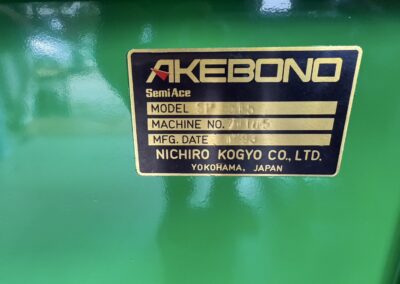 AKEBONO
SemiAce
MODEL
MACHINE NO.
MFG. DATE
NICHIRO KOGYO CO., LTD.
YOKOHAMA, JAPAN